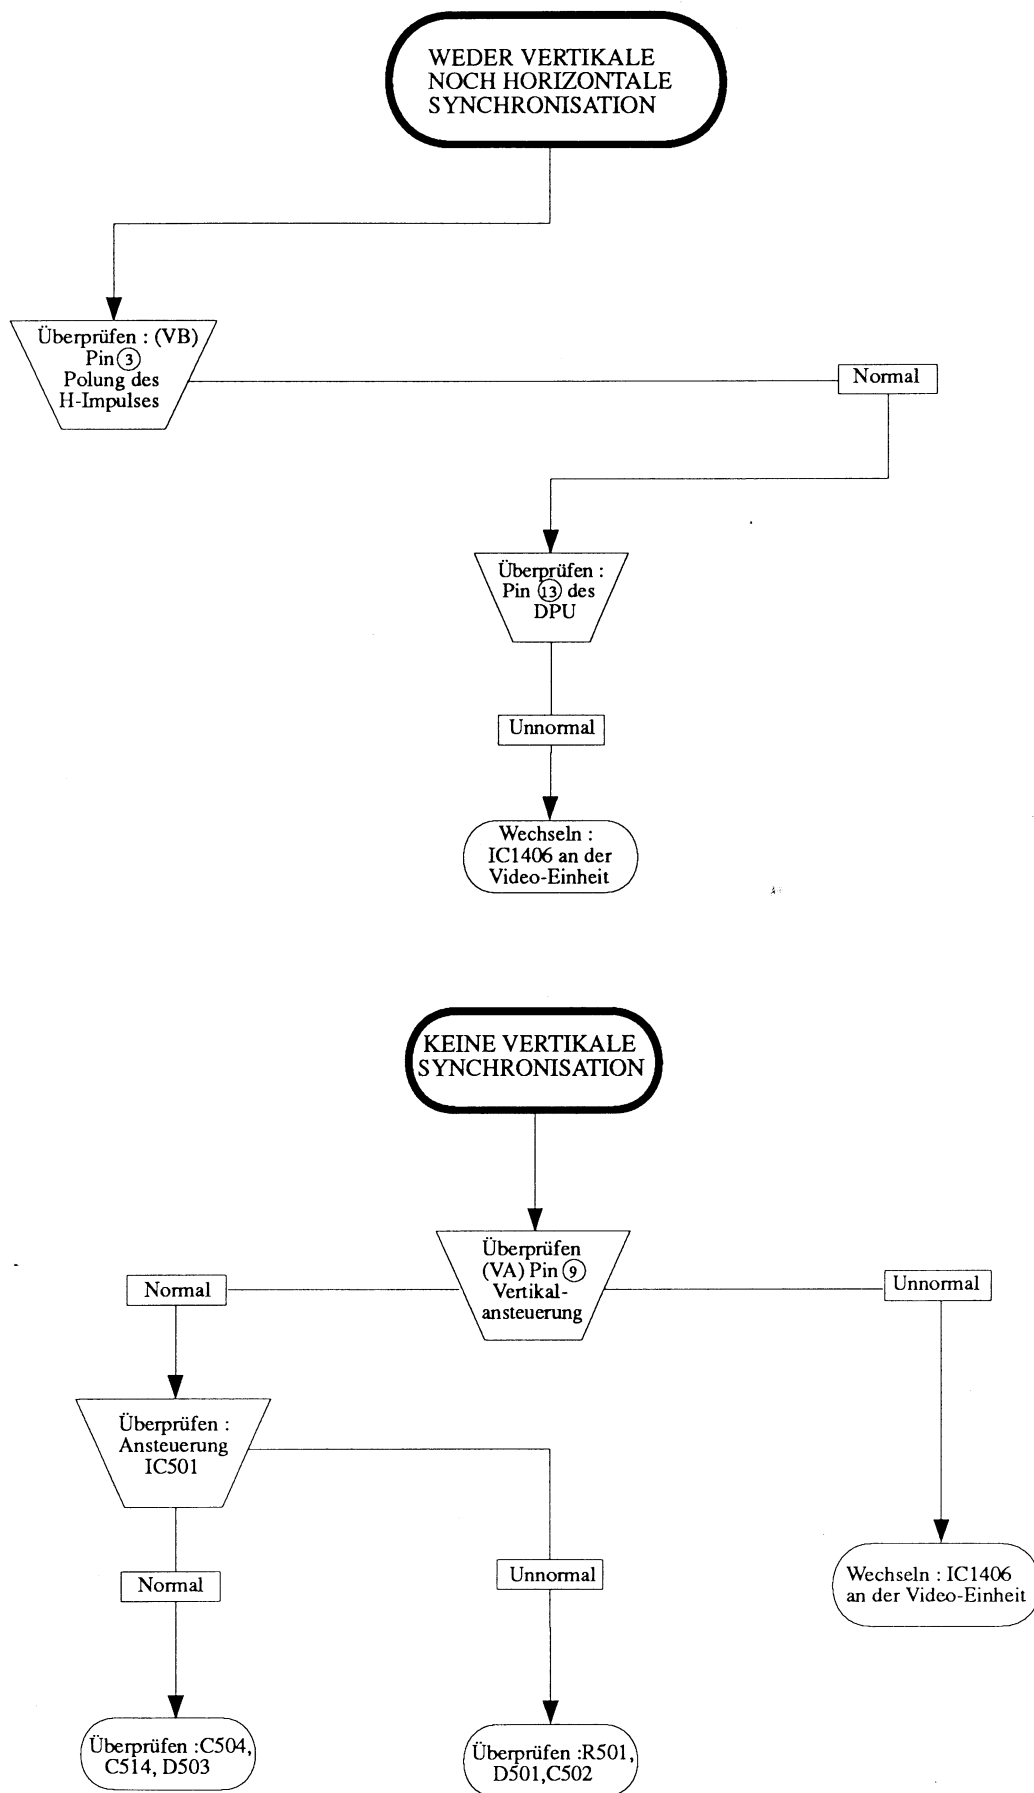 WEDER VERTIKALE
NOCH HORIZONTALE
SYNCHRONISATION
Überprüfen : (VB)
Pin 3
Polung des
H-Impulses
Normal
Überprüfen :
Pin 13 des
DPU
Unnormal
Wechseln :
IC1406 an der
Video-Einheit
KEINE VERTIKALE
SYNCHRONISATION
Überprüfen
(VA) Pin 9
Vertikal-
ansteuerung
Normal
Unnormal
Überprüfen :
Ansteuerung
IC501
Normal
Unnormal
Wechseln : IC1406
an der Video-Einheit
Überprüfen :C504,
C514, D503
Überprüfen :R501,
D501,C502